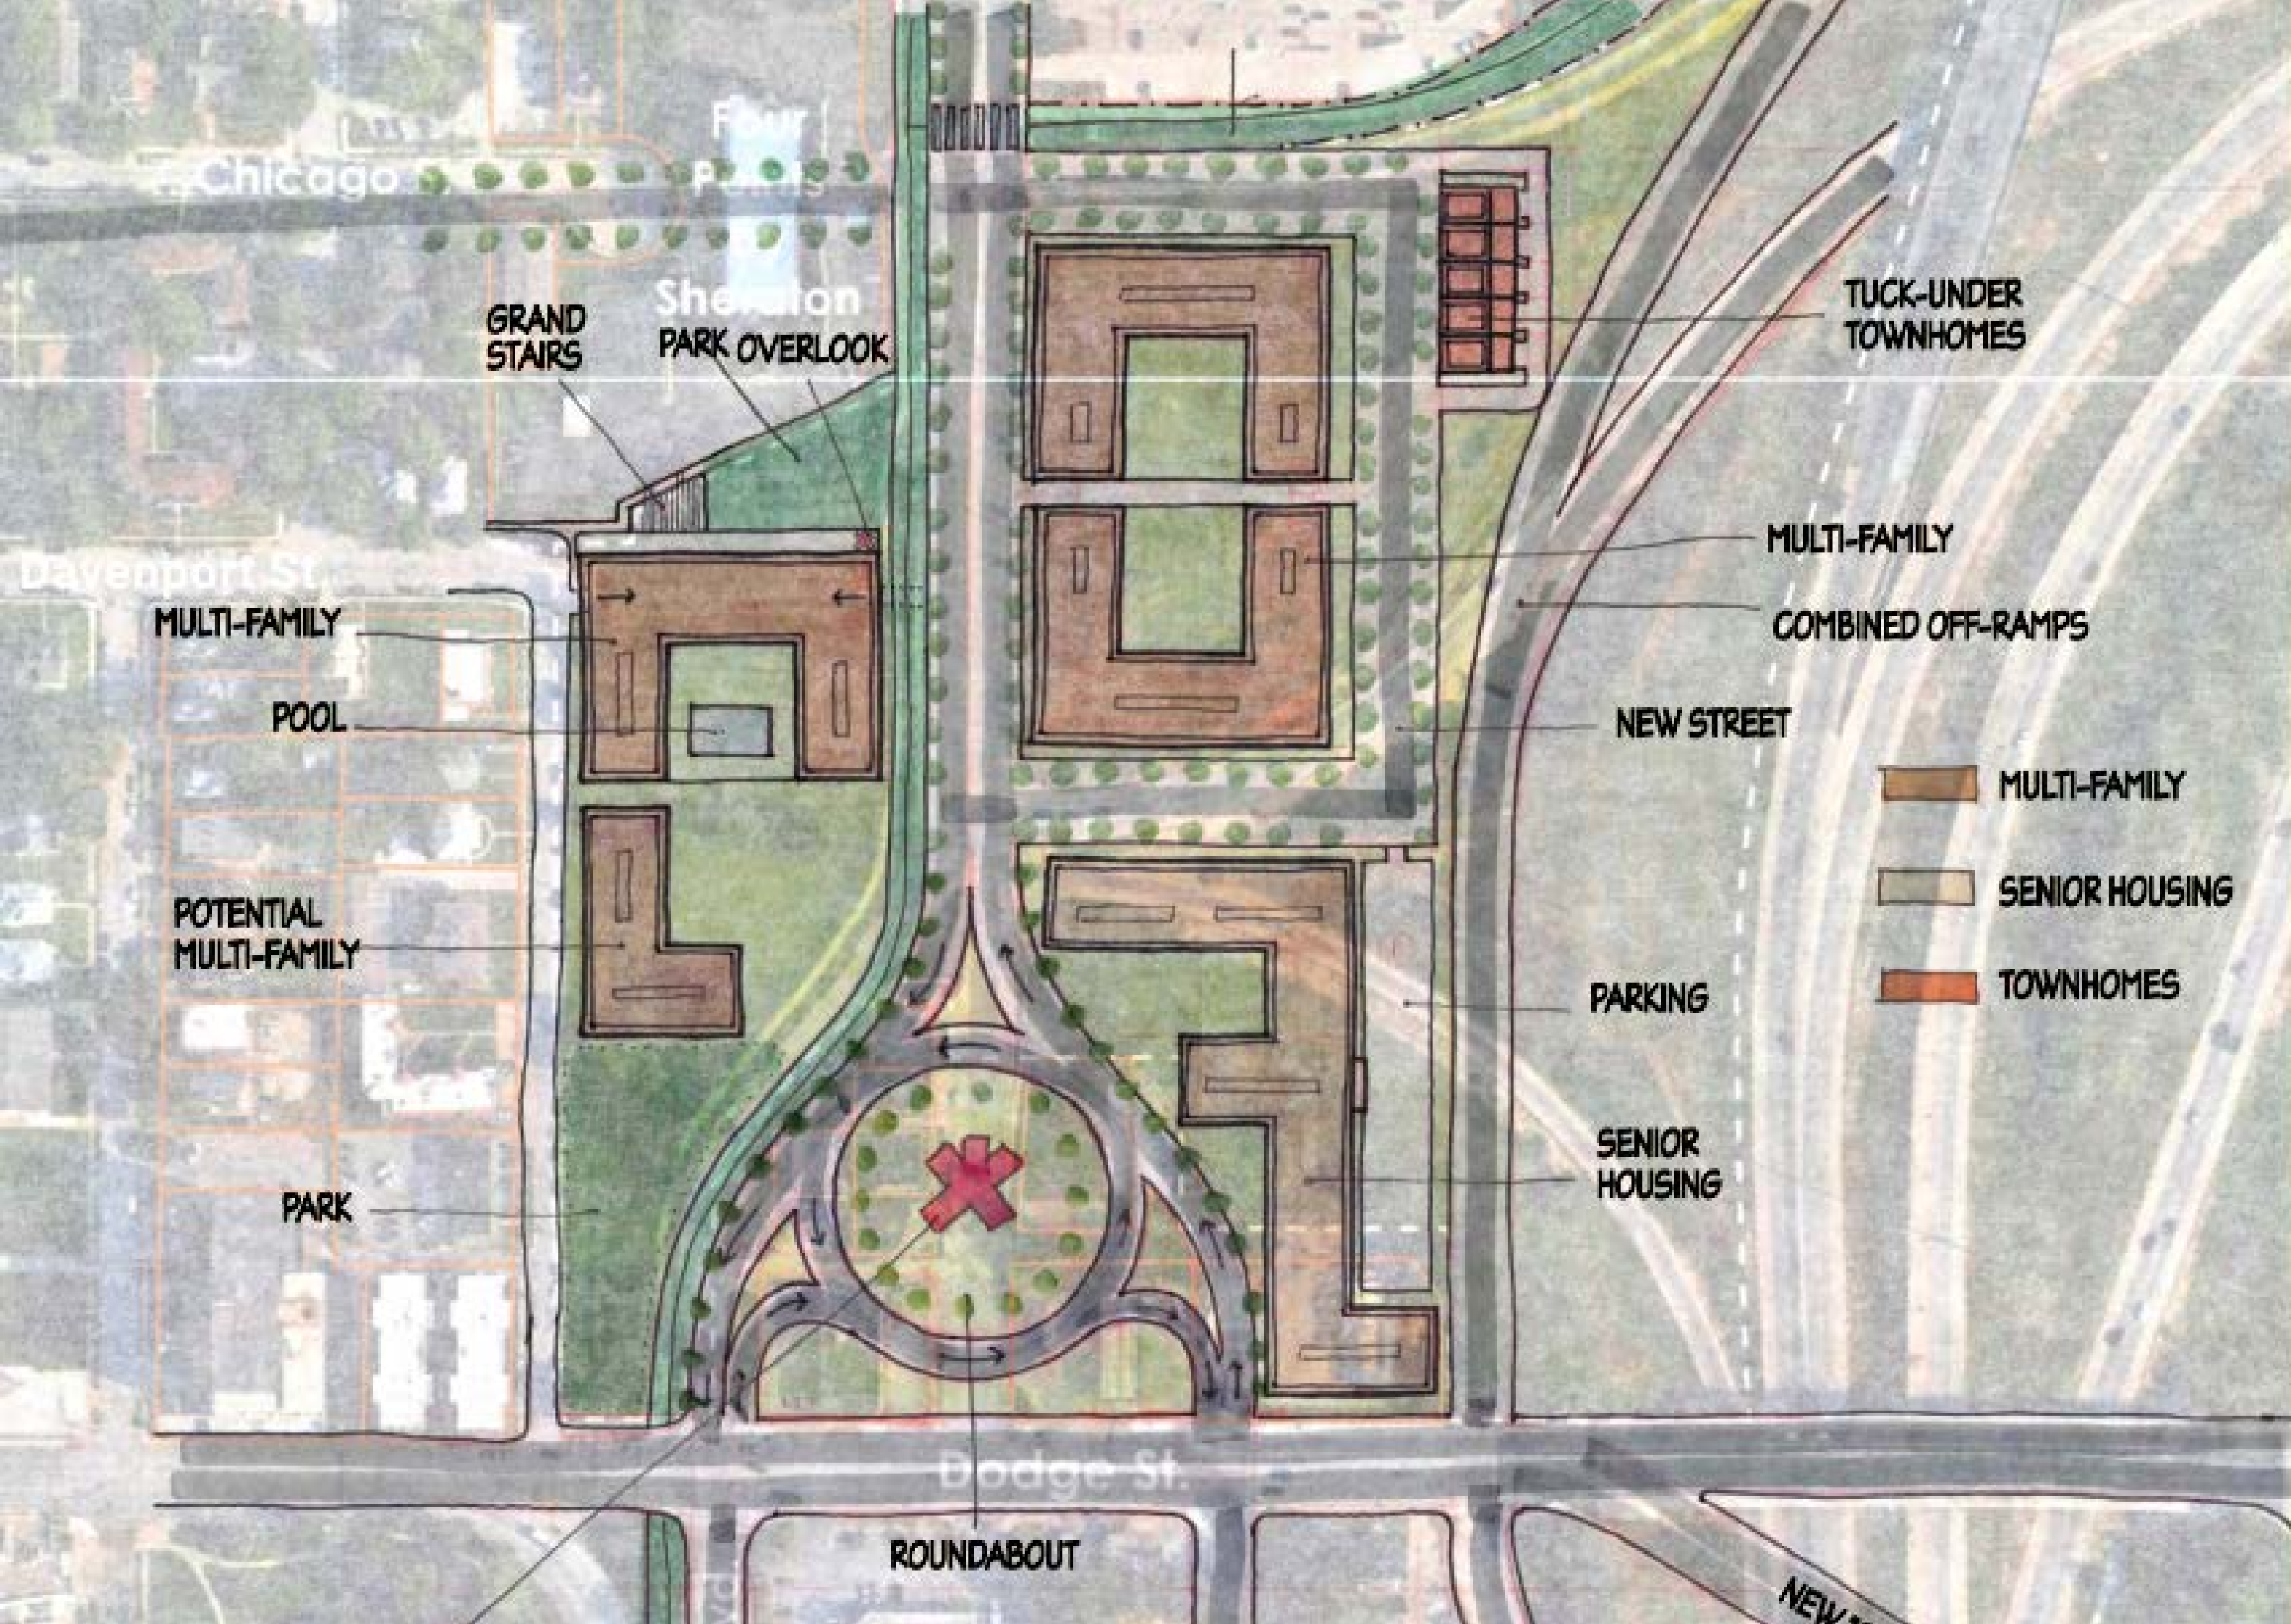 Four
Chicago
Points
Sheraton
GRAND
STAIRS
PARK
OVERLOOK
TUCK-UNDER
TOWNHOMES
Davenport St.
MULTI-FAMILY
MULTI-FAMILY
COMBINED OFF-RAMPS
POOL
NEW STREET
MULTI-FAMILY
SENIOR HOUSING
TOWNHOMES
POTENTIAL
MULTI-FAMILY
PARKING
SENIOR
HOUSING
PARK
Dodge St.
ROUNDABOUT
NEW